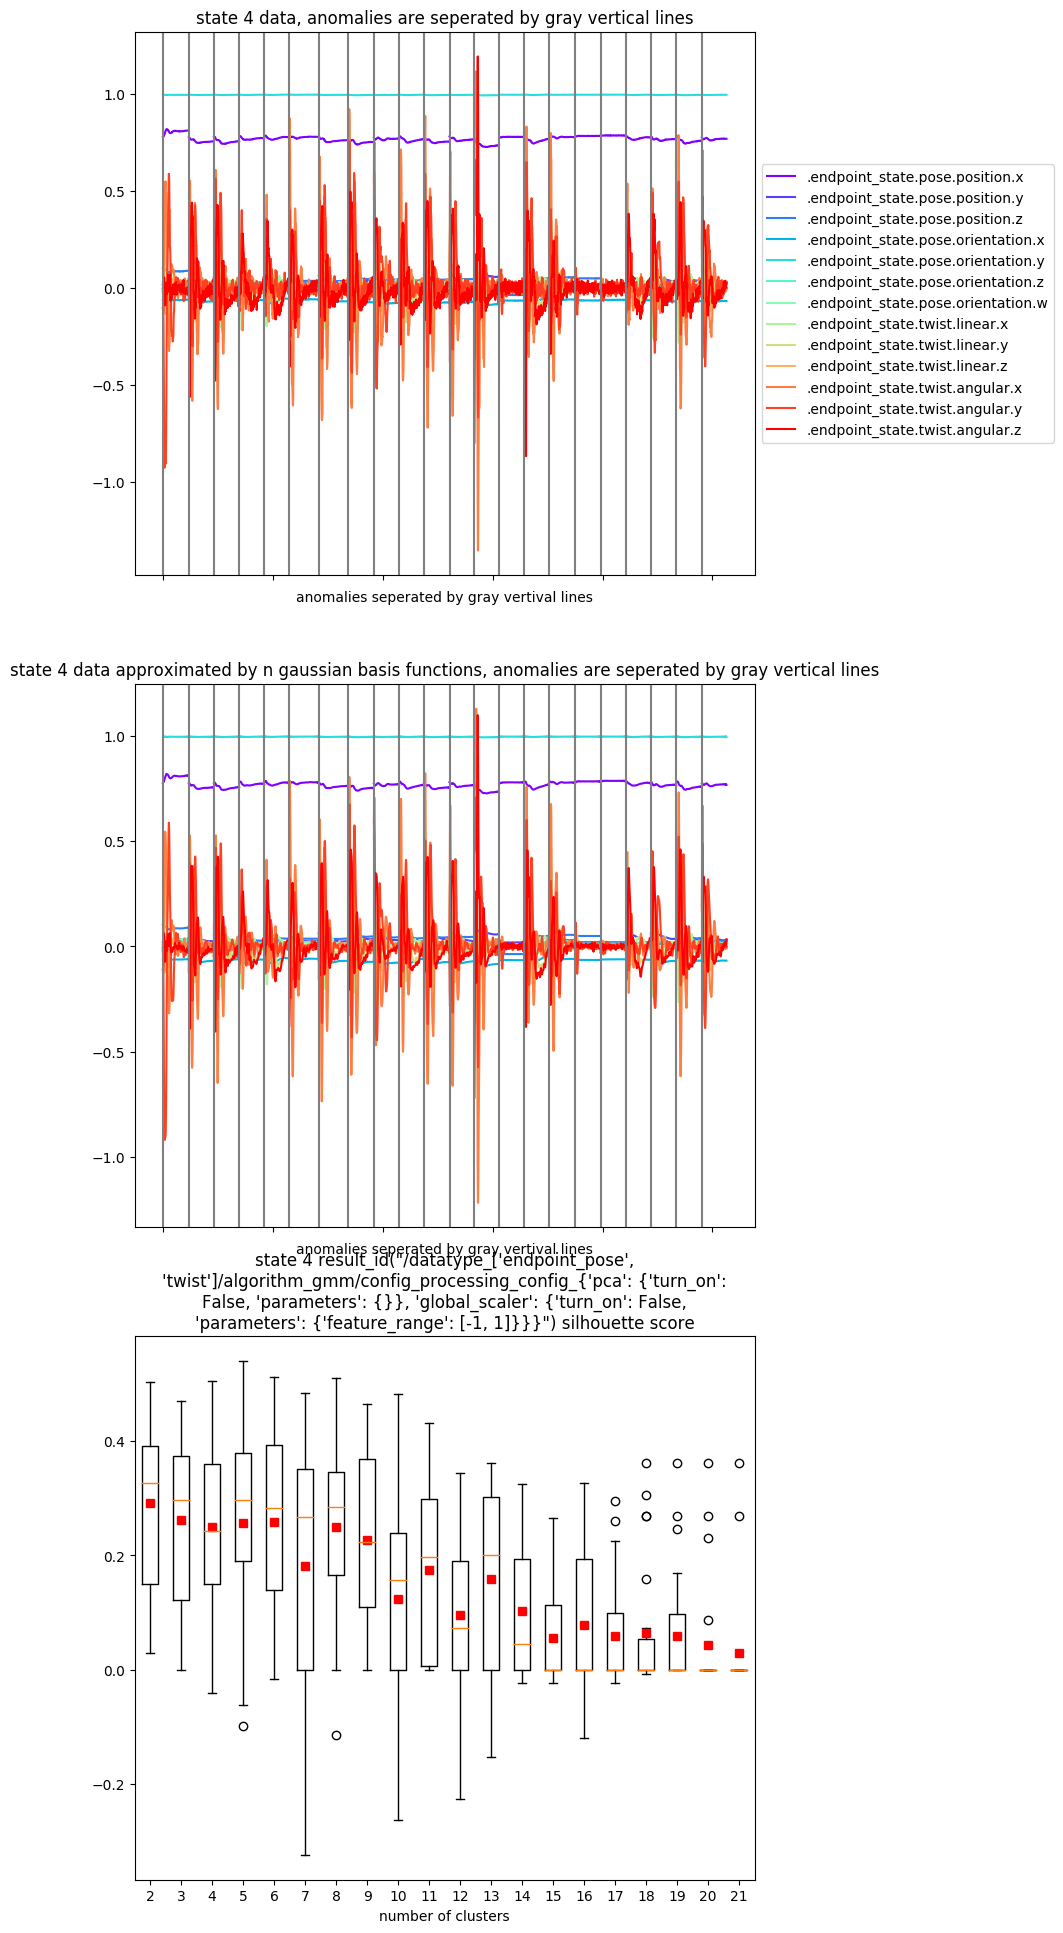 state 4 data, anomalies are seperated by gray vertical lines
1.0
0.5
0.0
−0.5
−1.0
anomalies seperated by gray vertival lines
.endpoint_state.pose.position.x
.endpoint_state.pose.position.y
.endpoint_state.pose.position.z
.endpoint_state.pose.orientation.x
.endpoint_state.pose.orientation.y
.endpoint_state.pose.orientation.z
.endpoint_state.pose.orientation.w
.endpoint_state.twist.linear.x
.endpoint_state.twist.linear.y
.endpoint_state.twist.linear.z
.endpoint_state.twist.angular.x
.endpoint_state.twist.angular.y
.endpoint_state.twist.angular.z
state 4 data approximated by n gaussian basis functions, anomalies are seperated by gray vertical lines
1.0
0.5
0.0
−0.5
−1.0
anomalies seperated by gray vertival lines
state 4 result_id("/datatype_['endpoint_pose',
'twist']/algorithm_gmm/config_processing_config_{'pca': {'turn_on':
False, 'parameters': {}}, 'global_scaler': {'turn_on': False,
'parameters': {'feature_range': [-1, 1]}}}") silhouette score
0.4
0.2
0.0
−0.2
2 3 4 5 6 7 8 9 10 11 12 13 14 15 16 17 18 19 20 21
number of clusters